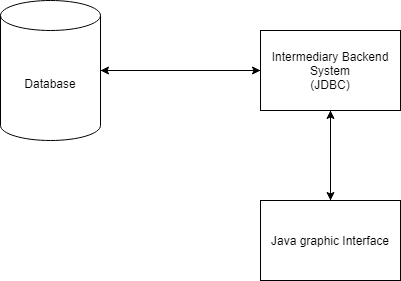 Database
Intermediary Backend
System
(JDBC)
Java graphic Interface